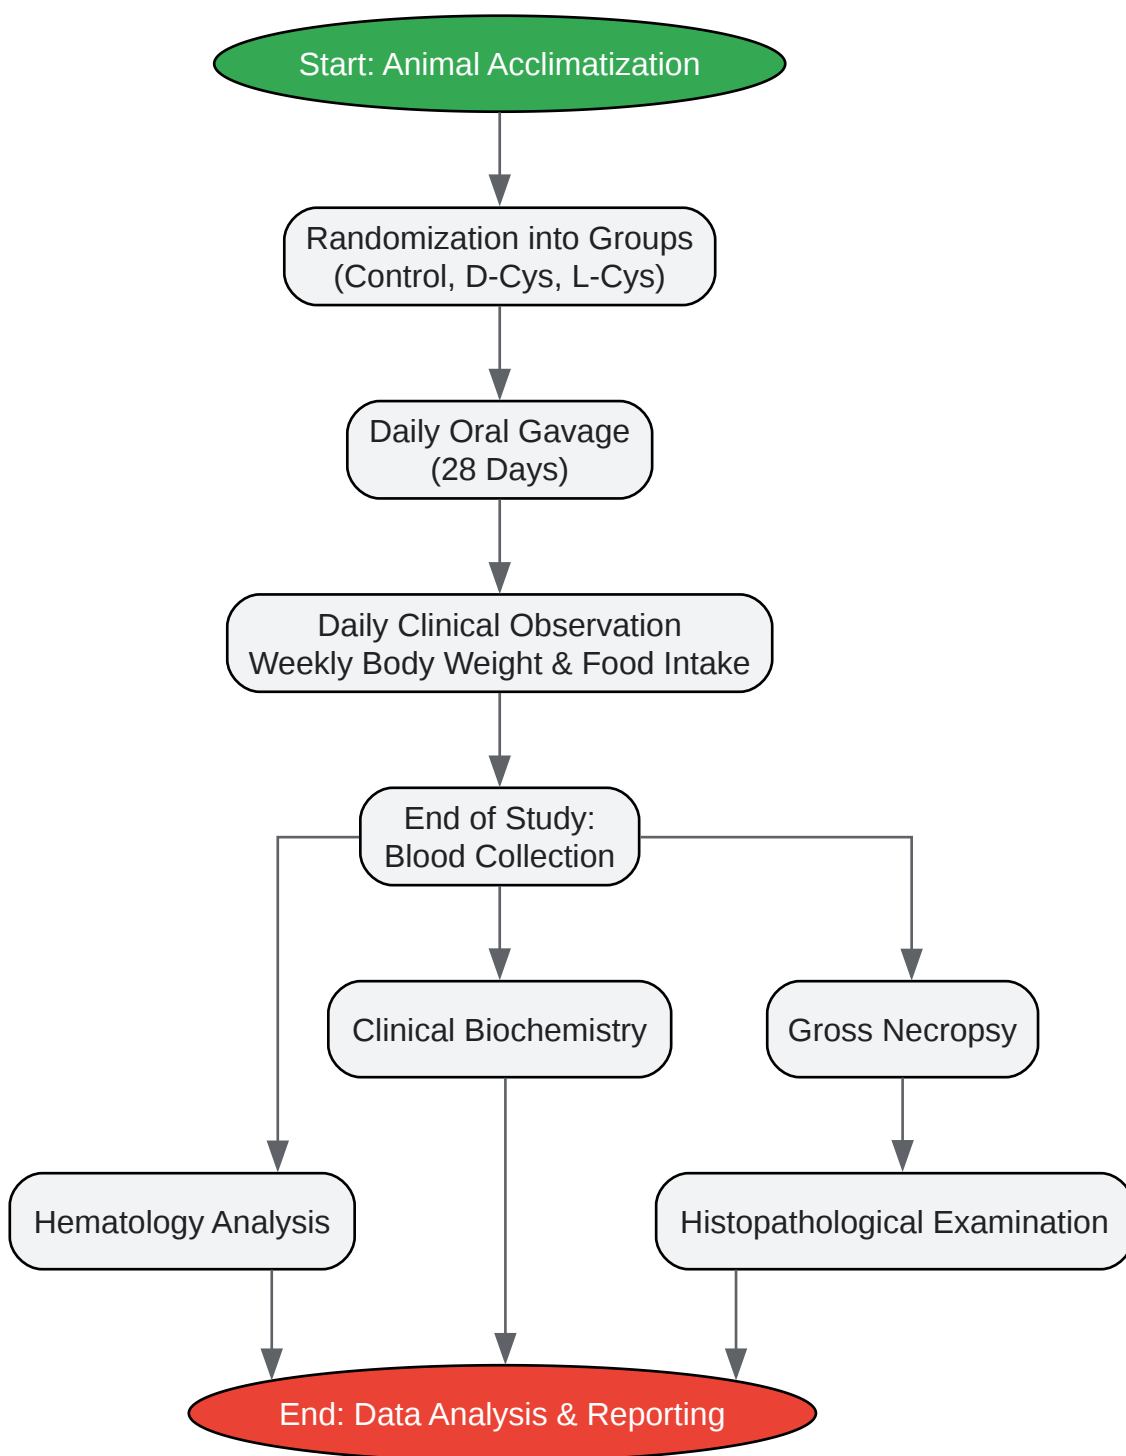 Start: Animal Acclimatization
Randomization into Groups
(Control, D-Cys, L-Cys)
Daily Oral Gavage
(28 Days)
Daily Clinical Observation
Weekly Body Weight & Food Intake
End of Study:
Blood Collection
Clinical Biochemistry
Gross Necropsy
Hematology Analysis
Histopathological Examination
End: Data Analysis & Reporting